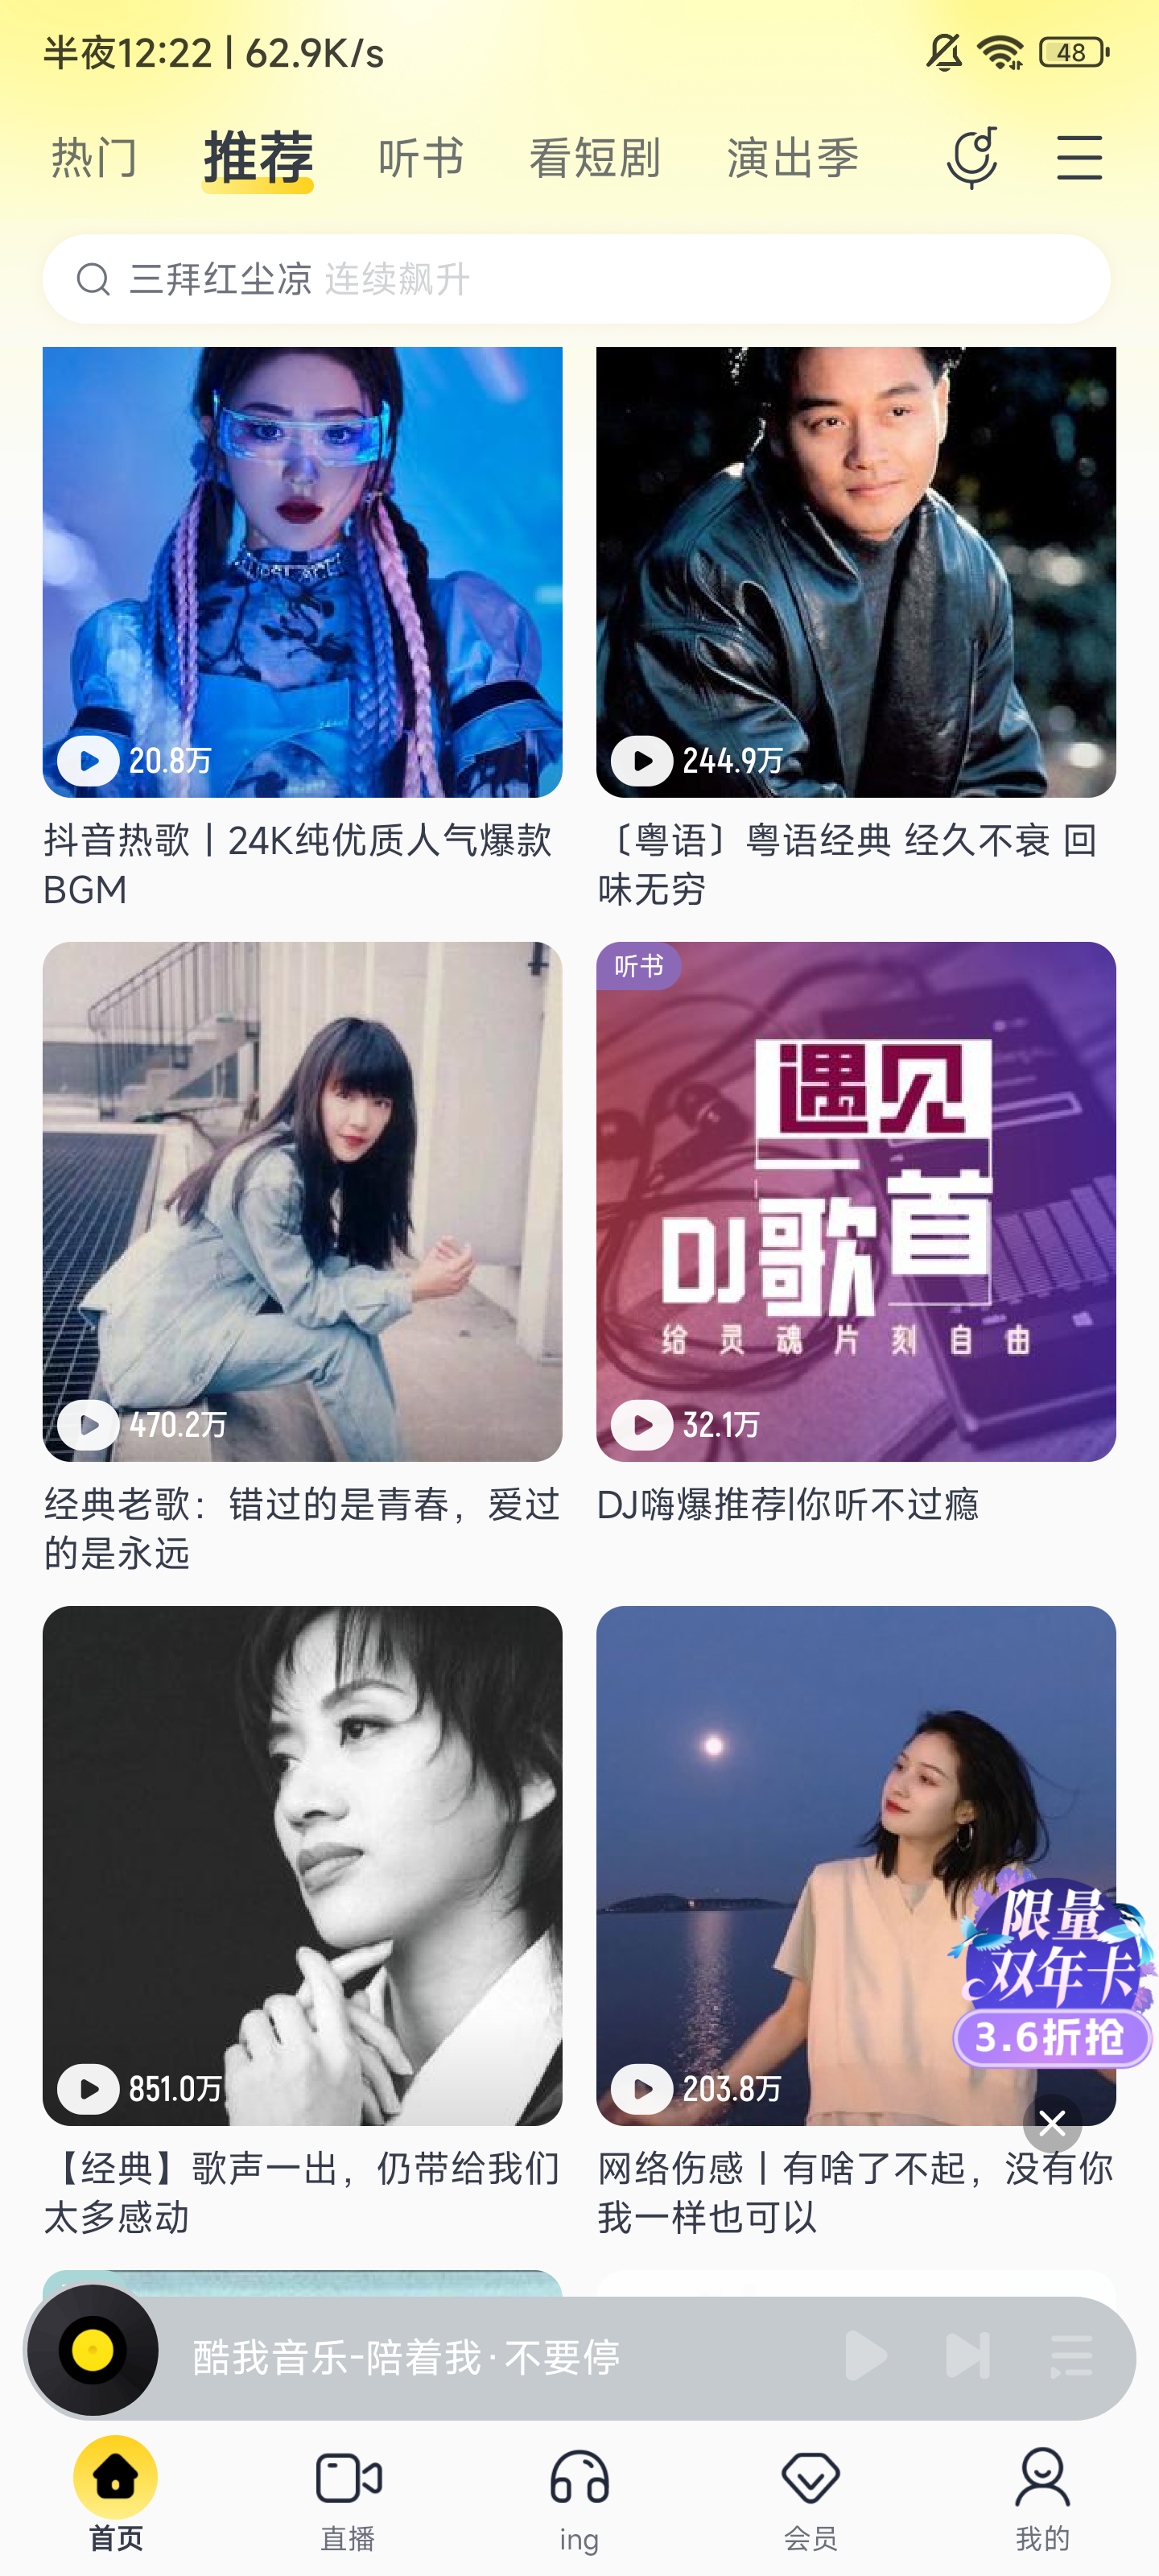 半夜12:22 | 62.9K/s
48
热门 推荐 听书 看短剧 演出季
三拜红尘凉 连续飙升
20.8万
244.9万
抖音热歌丨24K纯优质人气爆款
BGM
〔粤语〕粤语经典 经久不衰 回
味无穷
听书
遇见
一首
DJ歌
给灵魂片刻自由
470.2万
32.1万
经典老歌：错过的是青春，爱过
的是永远
DJ嗨爆推荐|你听不过瘾
限量
双年卡
3.6折抢
851.0万
203.8万
【经典】歌声一出，仍带给我们
太多感动
网络伤感丨有啥了不起，没有你
我一样也可以
酷我音乐-陪着我·不要停
首页 直播 ing 会员 我的